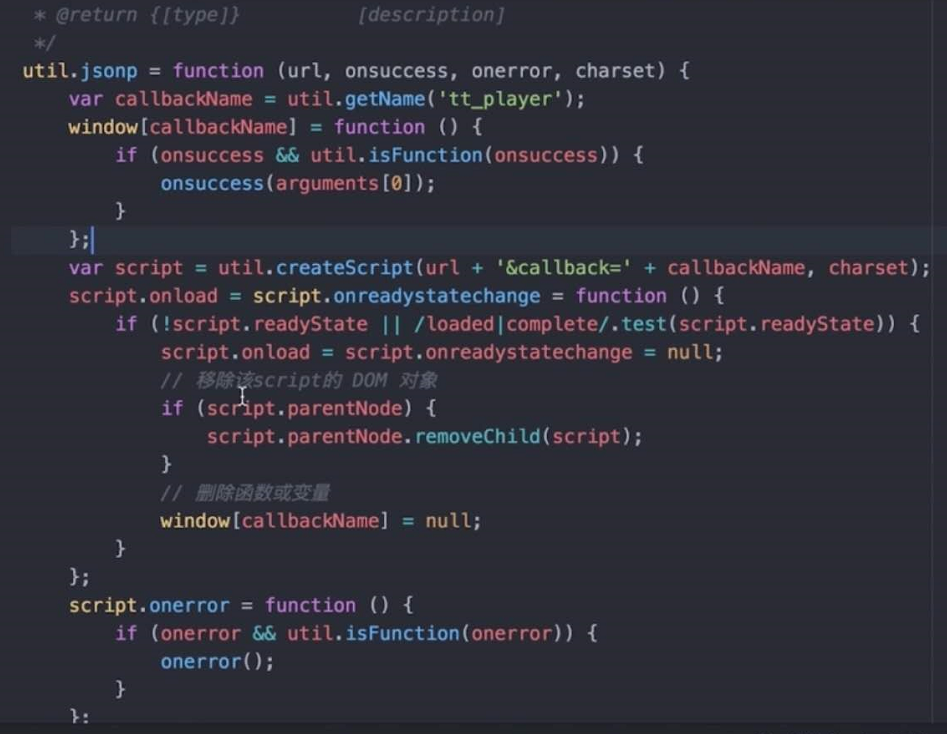 * @return {[type]}          [description]
*/
util.jsonp = function (url, onsuccess, onerror, charset) {
    var callbackName = util.getName('tt_player');
    window[callbackName] = function () {
        if (onsuccess && util.isFunction(onsuccess)) {
            onsuccess(arguments[0]);
        }
    };
    var script = util.createScript(url + '&callback=' + callbackName, charset);
    script.onload = script.onreadystatechange = function () {
        if (!script.readyState || /loaded|complete/.test(script.readyState)) {
            script.onload = script.onreadystatechange = null;
            // 移除该script的 DOM 对象
            if (script.parentNode) {
                script.parentNode.removeChild(script);
            }
            // 删除函数或变量
            window[callbackName] = null;
        }
    };
    script.onerror = function () {
        if (onerror && util.isFunction(onerror)) {
            onerror();
        }
    };